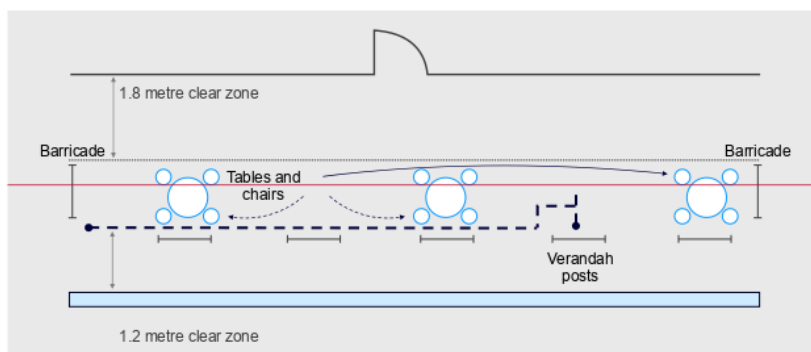 1.8 metre clear zone
Barricade
Barricade
Tables and
chairs
Verandah
posts
1.2 metre clear zone